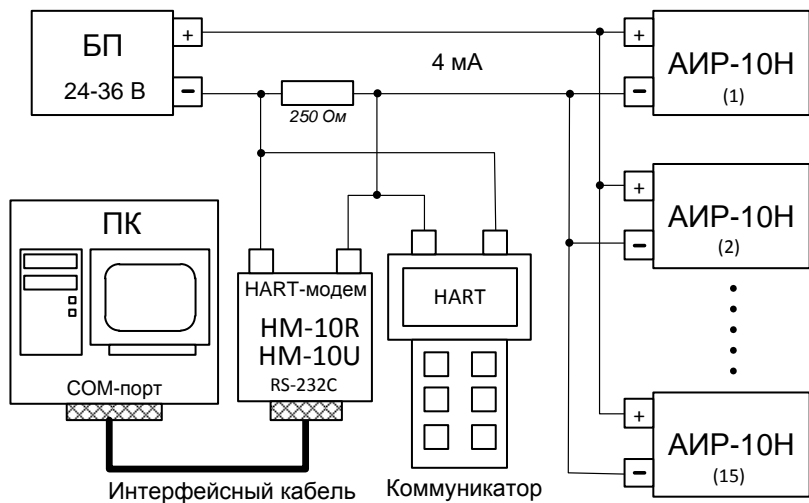 БП
24-36 В
+
−
4 мА
250 Ом
+
−
АИР-10Н
(1)
+
−
АИР-10Н
(2)
ПК
COM-порт
HART-модем
HM-10R
HM-10U
RS-232C
HART
+
−
АИР-10Н
(15)
Интерфейсный кабель
Коммуникатор